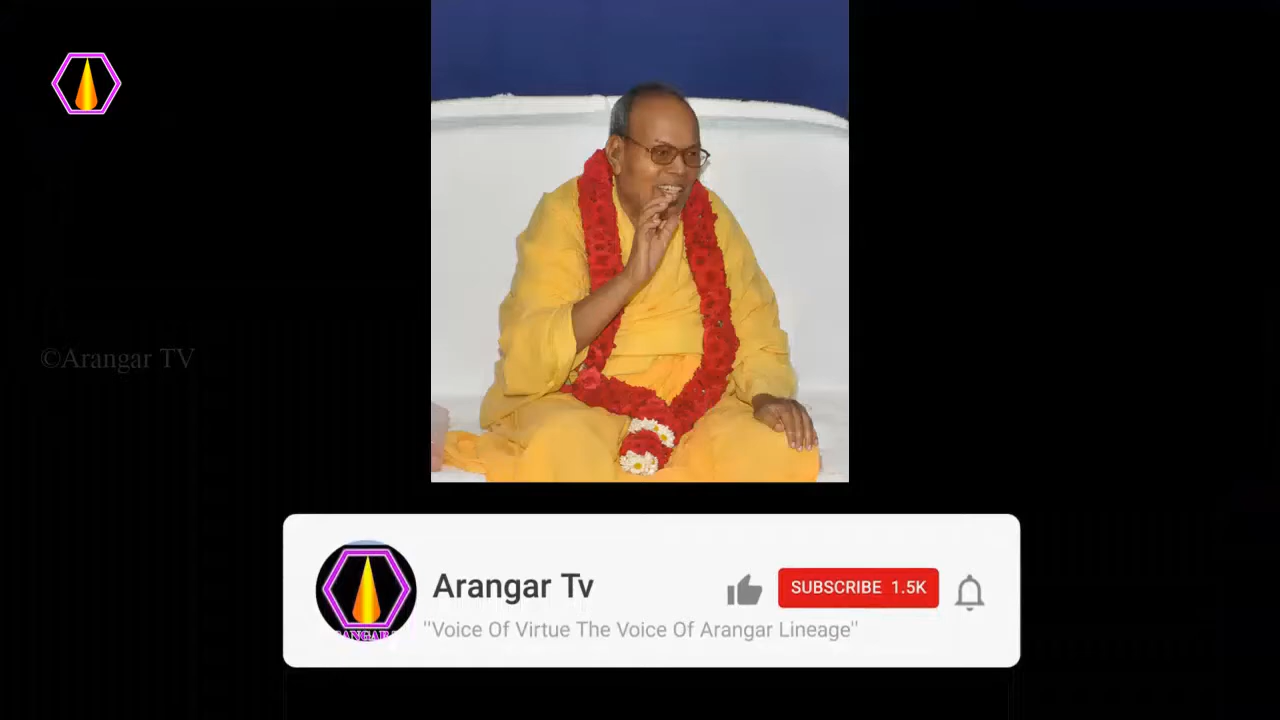 ©Arangar TV
Arangar Tv
SUBSCRIBE 1.5K
"Voice Of Virtue The Voice Of Arangar Lineage"